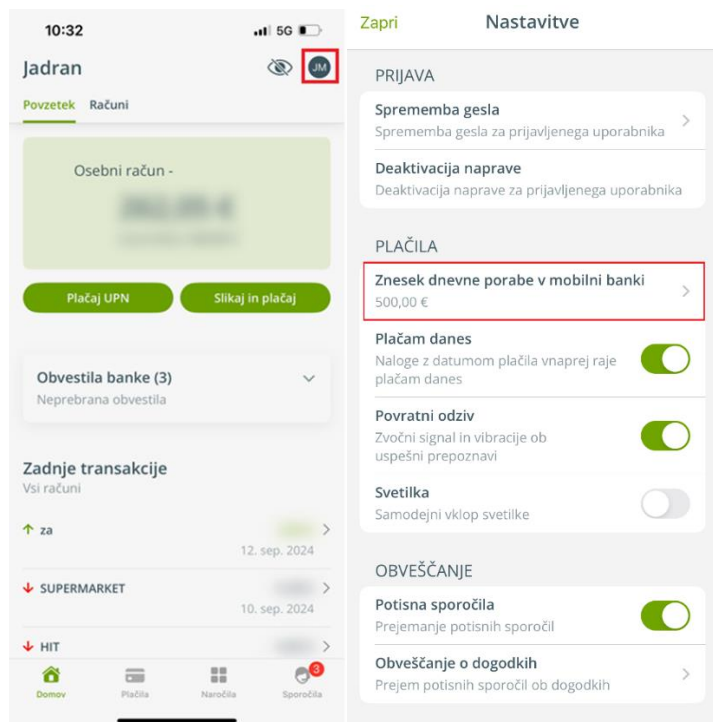 10:32
5G
Jadran
JM
Povzetek Računi
Osebni račun -
Plačaj UPN
Slikaj in plačaj
Obvestila banke (3)
Neprebrana obvestila
Zadnje transakcije
Vsi računi
za
12. sep. 2024
SUPERMARKET
10. sep. 2024
HIT
3
Domov Plačila Naročila Sporočila
Zapri Nastavitve
PRIJAVA
Sprememba gesla
Sprememba gesla za prijavljenega uporabnika
Deaktivacija naprave
Deaktivacija naprave za prijavljenega uporabnika
PLAČILA
Znesek dnevne porabe v mobilni banki
500,00 €
Plačam danes
Naloge z datumom plačila vnaprej raje
plačam danes
Povratni odziv
Zvočni signal in vibracije ob
uspešni prepoznavi
Svetilka
Samodejni vklop svetilke
OBVEŠČANJE
Potisna sporočila
Prejemanje potisnih sporočil
Obveščanje o dogodkih
Prejem potisnih sporočil ob dogodkih